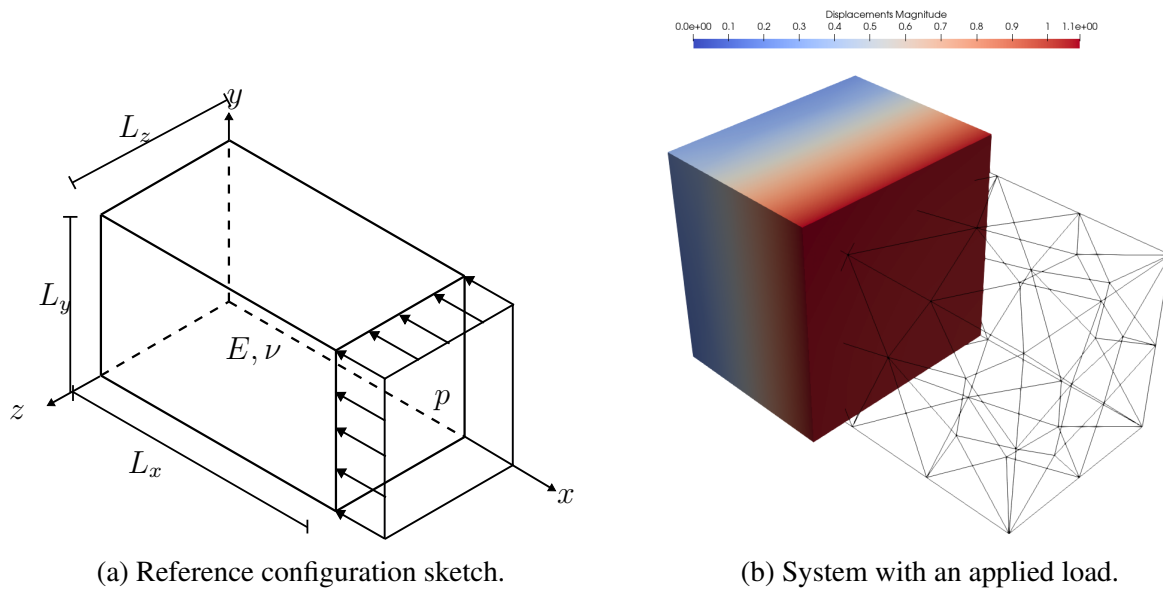 Displacements Magnitude
0.0e+00 0.1 0.2 0.3 0.4 0.5 0.6 0.7 0.8 0.9 1 1.1e+00
y
L_z
L_y
E, ν
p
z
L_x
x
(a) Reference configuration sketch.
(b) System with an applied load.